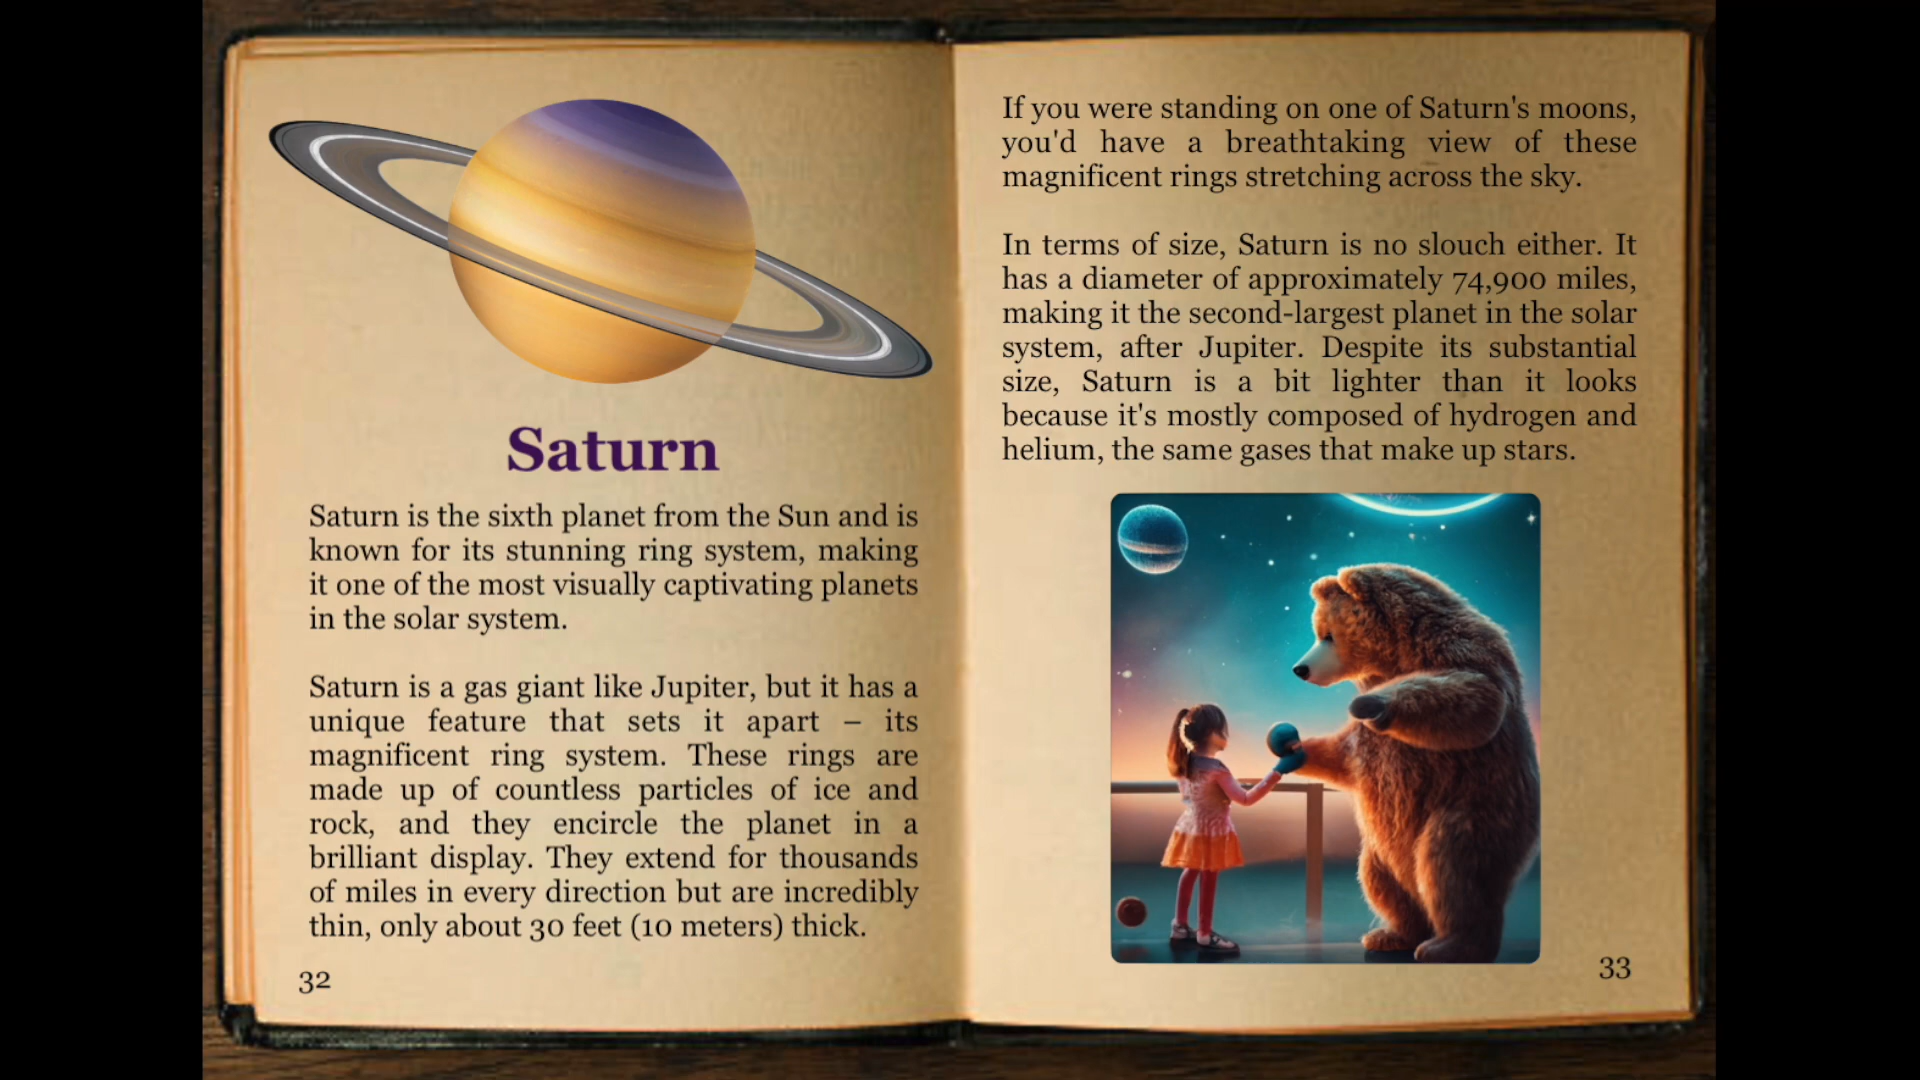 Saturn
Saturn is the sixth planet from the Sun and is
known for its stunning ring system, making
it one of the most visually captivating planets
in the solar system.
Saturn is a gas giant like Jupiter, but it has a
unique feature that sets it apart – its
magnificent ring system. These rings are
made up of countless particles of ice and
rock, and they encircle the planet in a
brilliant display. They extend for thousands
of miles in every direction but are incredibly
thin, only about 30 feet (10 meters) thick.
32
If you were standing on one of Saturn's moons,
you'd have a breathtaking view of these
magnificent rings stretching across the sky.
In terms of size, Saturn is no slouch either. It
has a diameter of approximately 74,900 miles,
making it the second-largest planet in the solar
system, after Jupiter. Despite its substantial
size, Saturn is a bit lighter than it looks
because it's mostly composed of hydrogen and
helium, the same gases that make up stars.
33